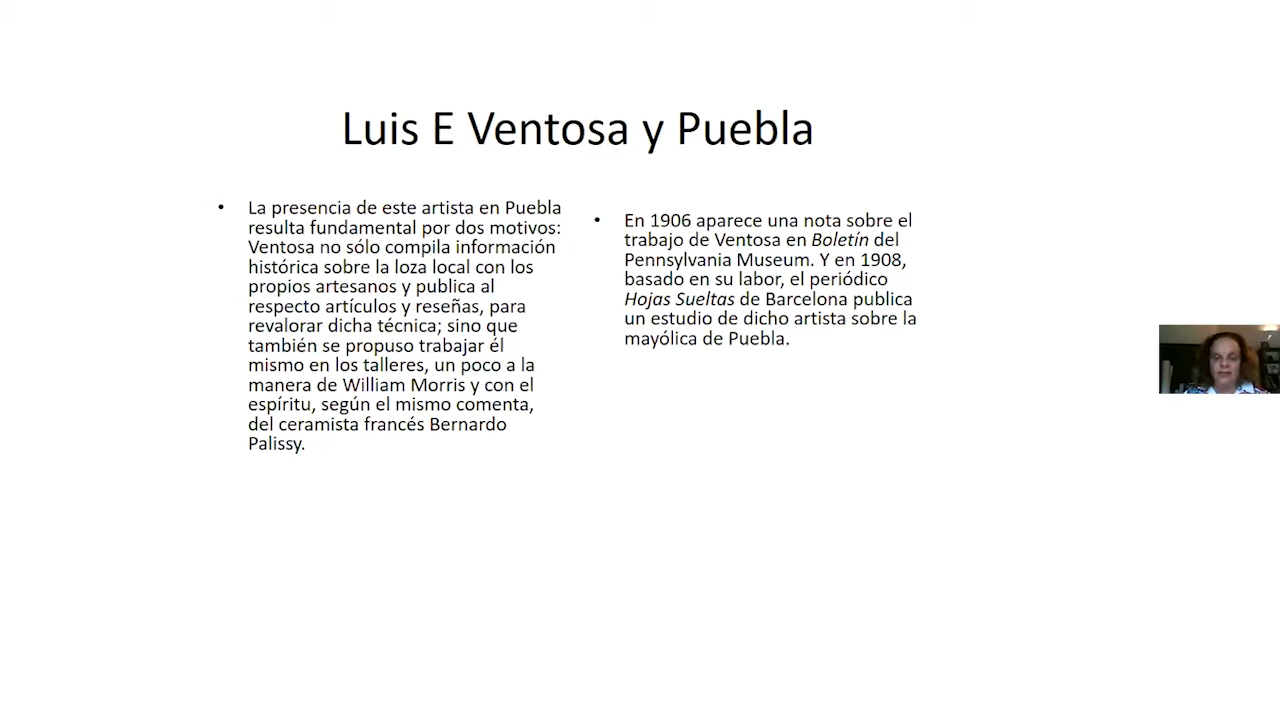 Luis E Ventosa y Puebla
• La presencia de este artista en Puebla
resulta fundamental por dos motivos:
Ventosa no sólo compila información
histórica sobre la loza local con los
propios artesanos y publica al
respecto artículos y reseñas, para
revalorar dicha técnica; sino que
también se propuso trabajar él
mismo en los talleres, un poco a la
manera de William Morris y con el
espíritu, según el mismo comenta,
del ceramista francés Bernardo
Palissy.
• En 1906 aparece una nota sobre el
trabajo de Ventosa en Boletín del
Pennsylvania Museum. Y en 1908,
basado en su labor, el periódico
Hojas Sueltas de Barcelona publica
un estudio de dicho artista sobre la
mayólica de Puebla.